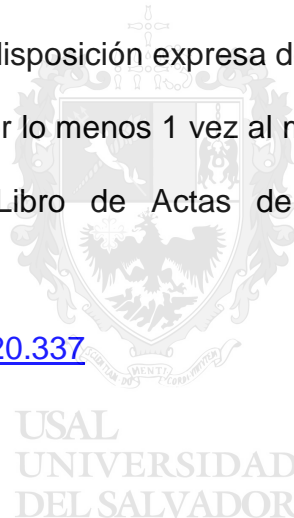 disposición expresa d
r lo menos 1 vez al m
Libro de Actas de
20.337
USAL
UNIVERSIDAD
DEL SALVADOR